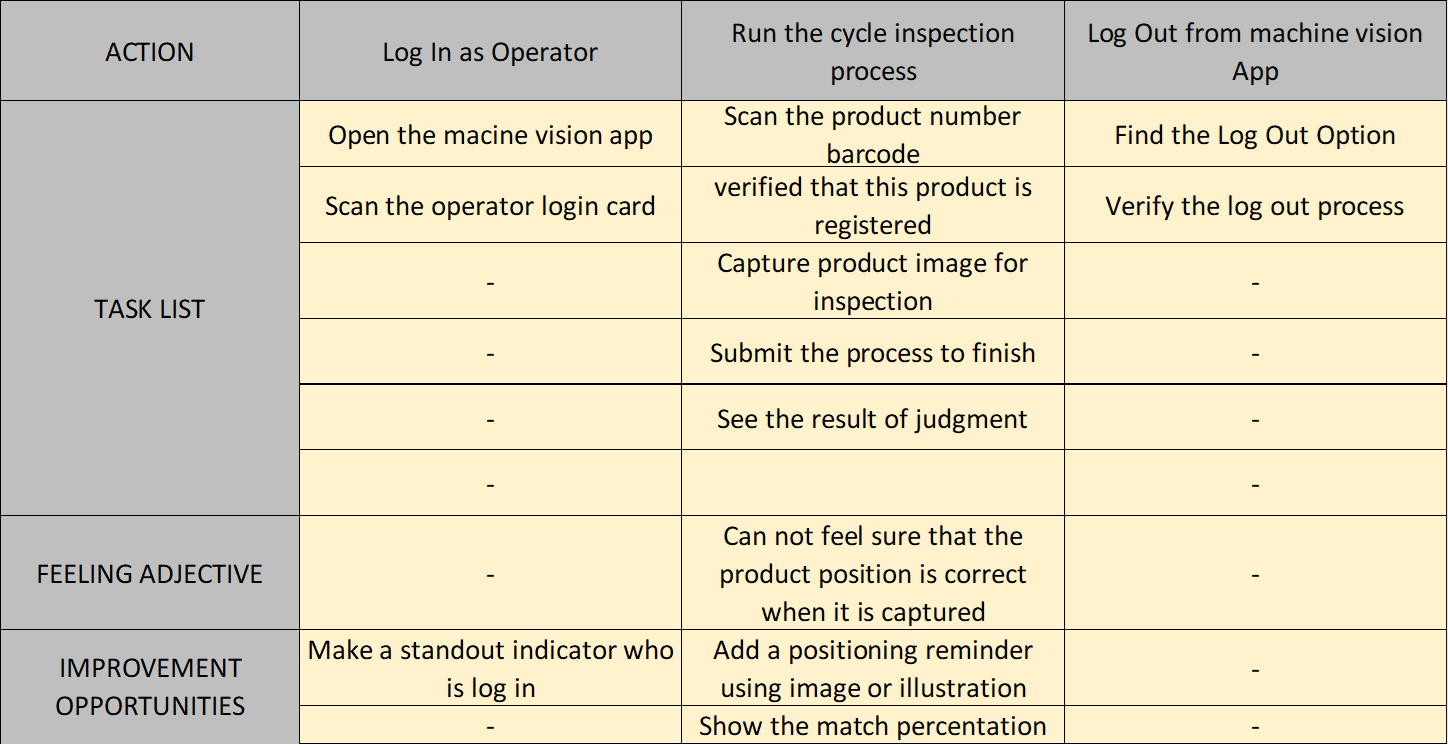 ACTION
Log In as Operator
Run the cycle inspection
process
Log Out from machine vision
App
TASK LIST
Open the macine vision app
Scan the product number
barcode
Find the Log Out Option
Scan the operator login card
verified that this product is
registered
Verify the log out process
-
Capture product image for
inspection
-
-
Submit the process to finish
-
-
See the result of judgment
-
-
-
FEELING ADJECTIVE
-
Can not feel sure that the
product position is correct
when it is captured
-
IMPROVEMENT
OPPORTUNITIES
Make a standout indicator who
is log in
Add a positioning reminder
using image or illustration
-
-
Show the match percentation
-